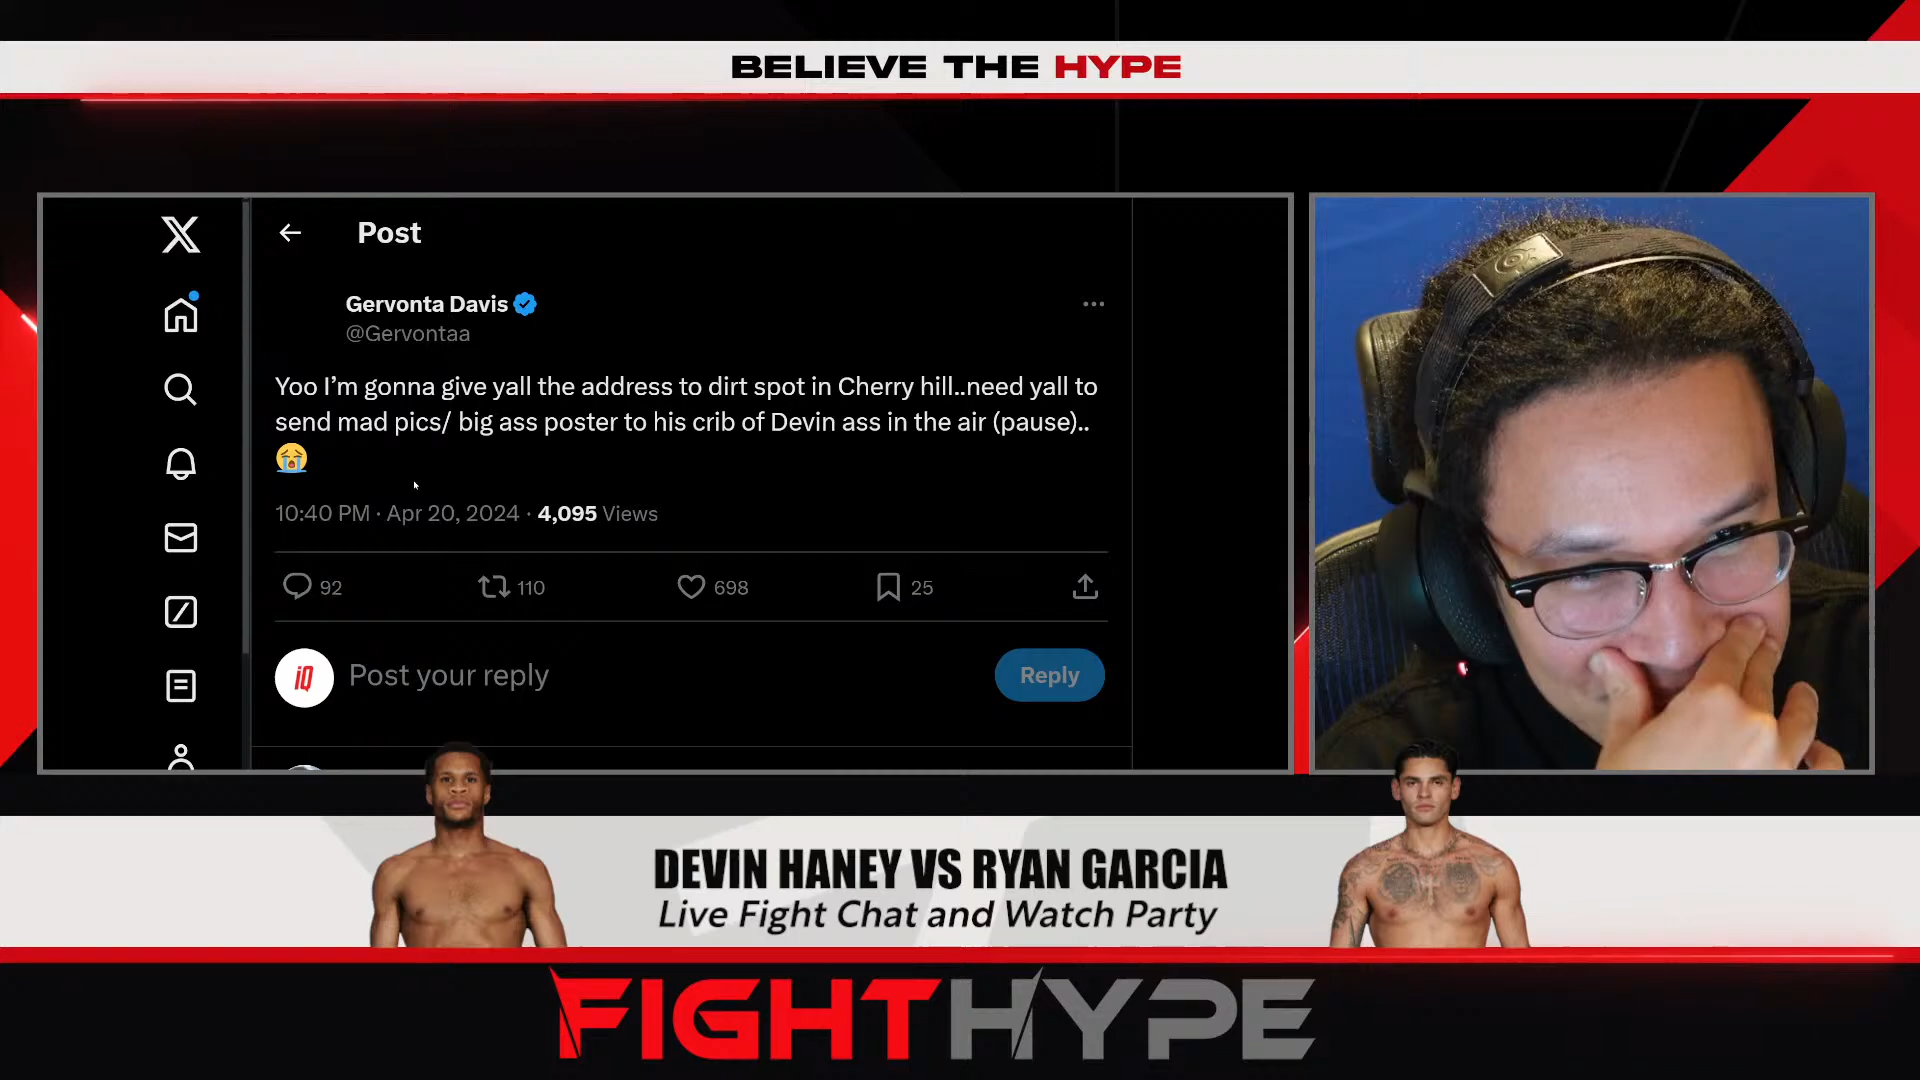 BELIEVE THE HYPE
Post
Gervonta Davis
@Gervontaa
Yoo I’m gonna give yall the address to dirt spot in Cherry hill..need yall to
send mad pics/ big ass poster to his crib of Devin ass in the air (pause)..
😭
10:40 PM · Apr 20, 2024 · 4,095 Views
92 110 698 25
iQ Post your reply Reply
DEVIN HANEY VS RYAN GARCIA
Live Fight Chat and Watch Party
FIGHTHYPE